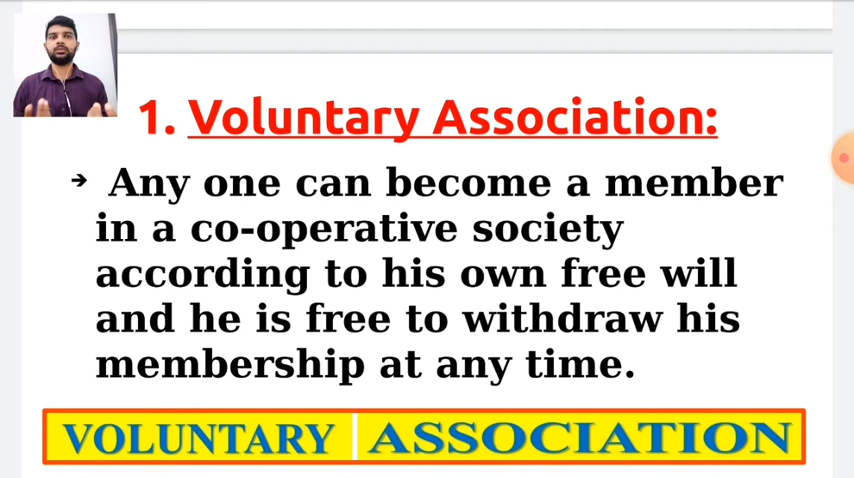 1. Voluntary Association:
➔ Any one can become a member
in a co-operative society
according to his own free will
and he is free to withdraw his
membership at any time.
VOLUNTARY ASSOCIATION